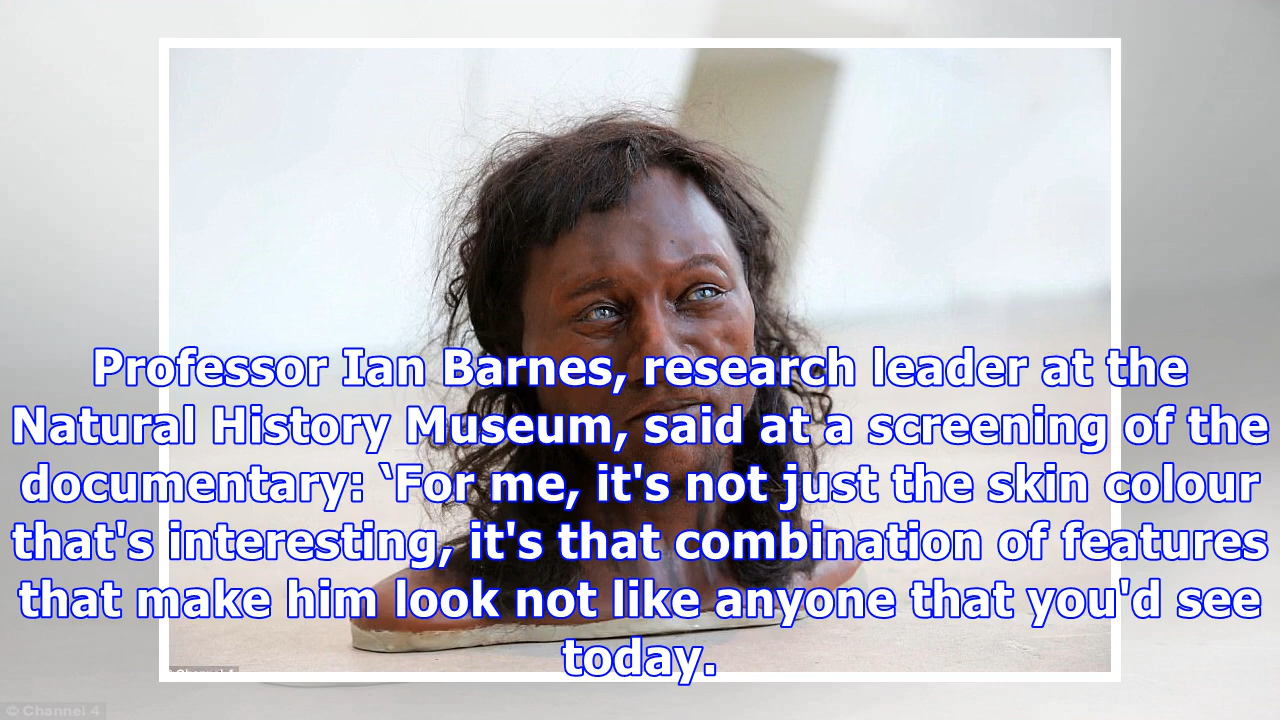 Professor Ian Barnes, research leader at the
Natural History Museum, said at a screening of the
documentary: ‘For me, it's not just the skin colour
that's interesting, it's that combination of features
that make him look not like anyone that you'd see
today.
© Channel 4